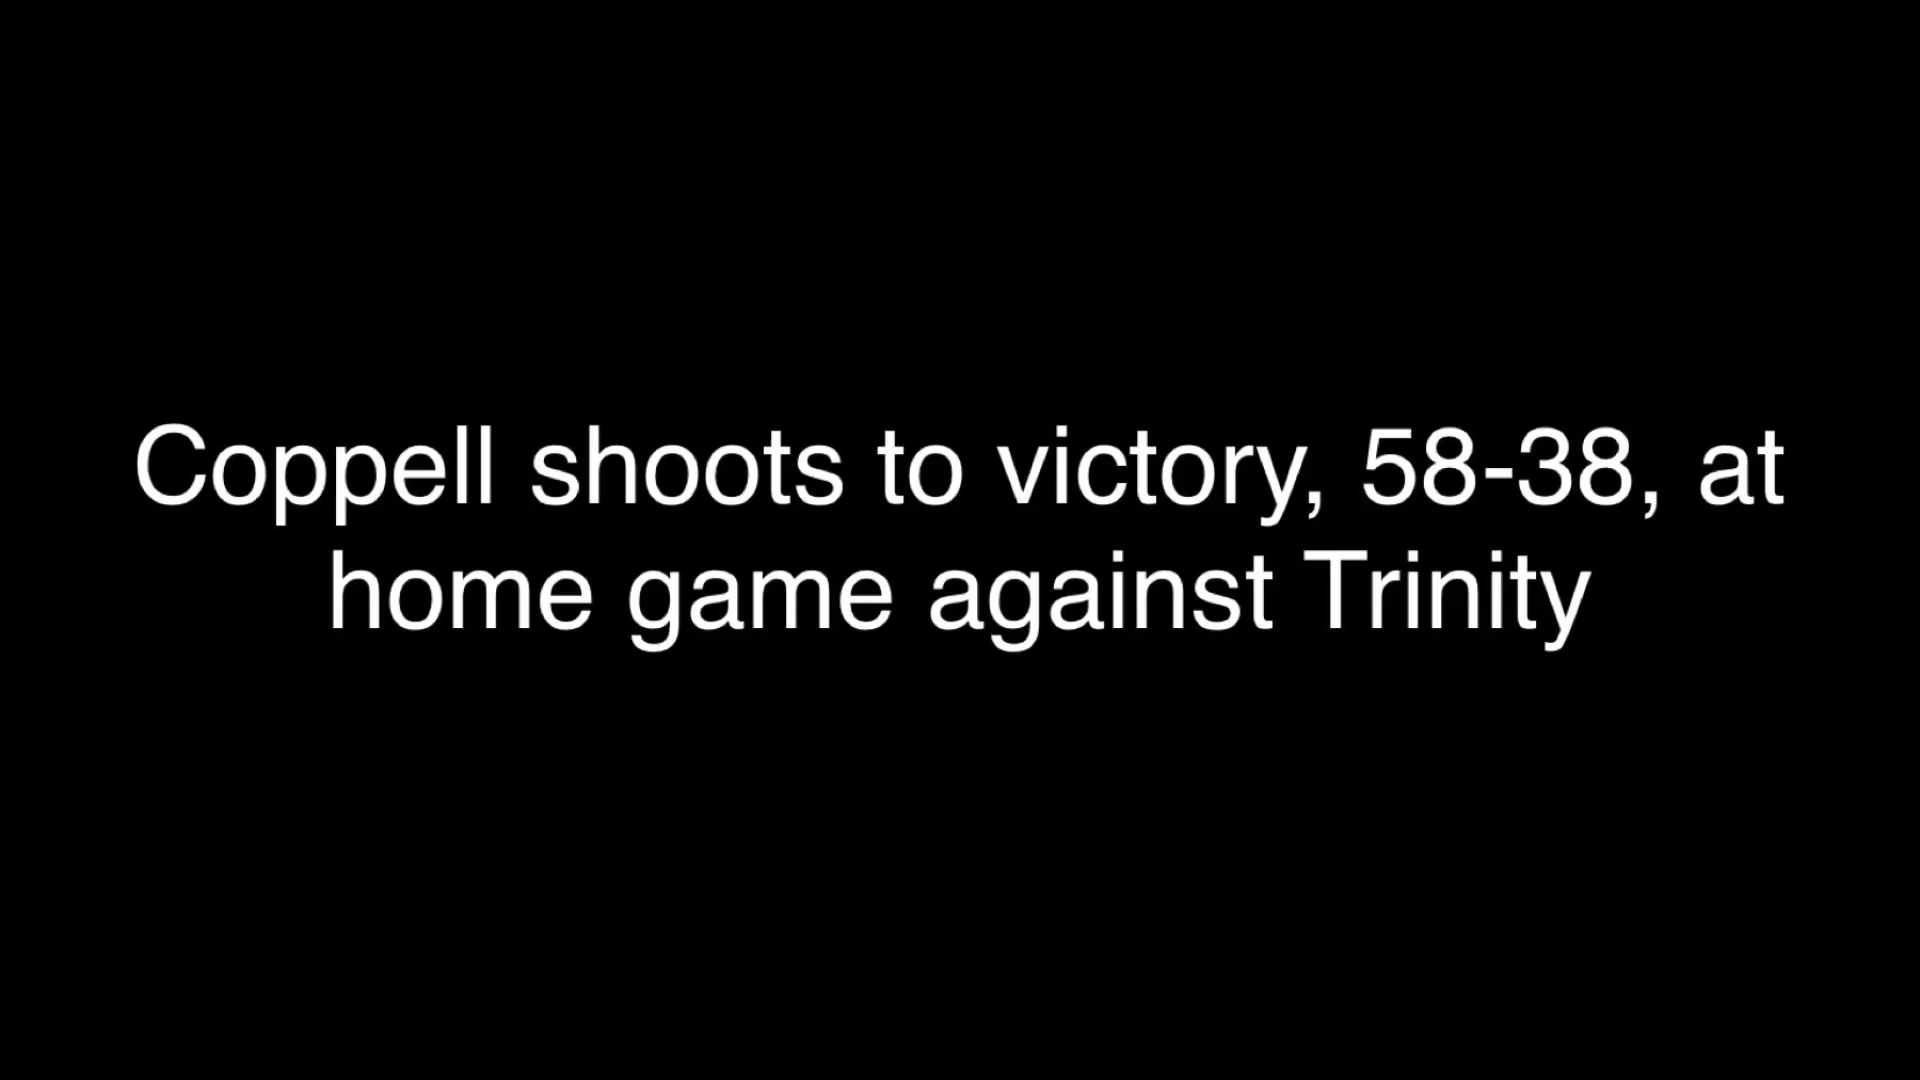 Coppell shoots to victory, 58-38, at
home game against Trinity